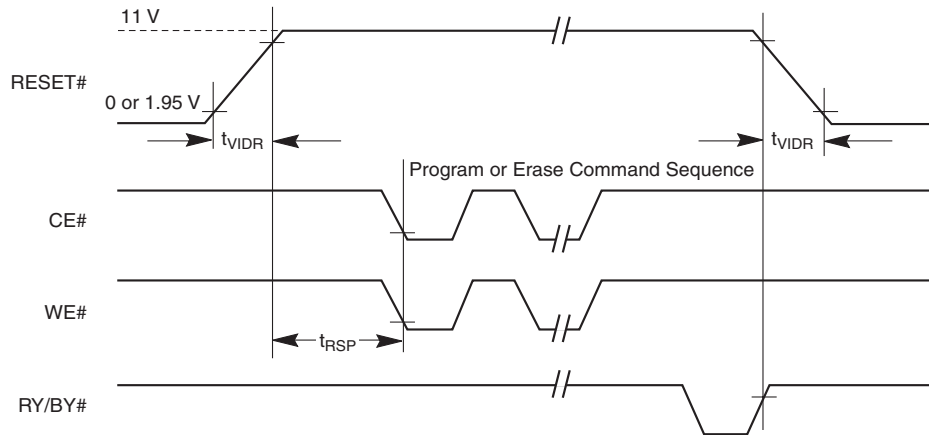 11 V
RESET#
0 or 1.95 V
tVIDR
tVIDR
Program or Erase Command Sequence
CE#
WE#
tRSP
RY/BY#